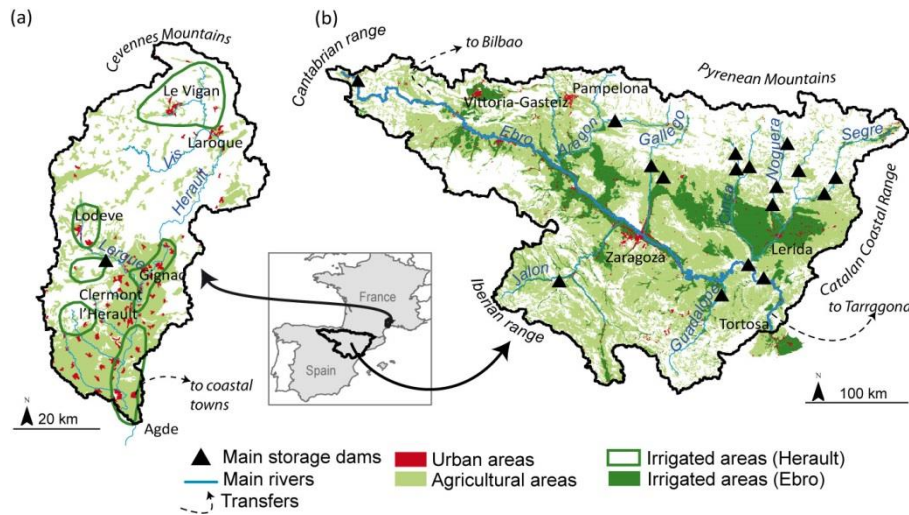 (a)
Cevennes Mountains
Le Vigan
Laroque
Vis
Herault
Lodeve
Lergue
Gignac
Clermont
l'Herault
to coastal
towns
Agde
N
20 km
France
Spain
(b)
Cantabrian range
to Bilbao
Pyrenean Mountains
Vittoria-Gasteiz
Pampelona
Ebro
Aragon
Gallego
Cinca
Noguera
Segre
Zaragoza
Lerida
Catalan Coastal Range
Jalon
Iberian range
Guadalope
Tortosa
to Tarragona
N
100 km
Main storage dams
Main rivers
Transfers
Urban areas
Agricultural areas
Irrigated areas (Herault)
Irrigated areas (Ebro)